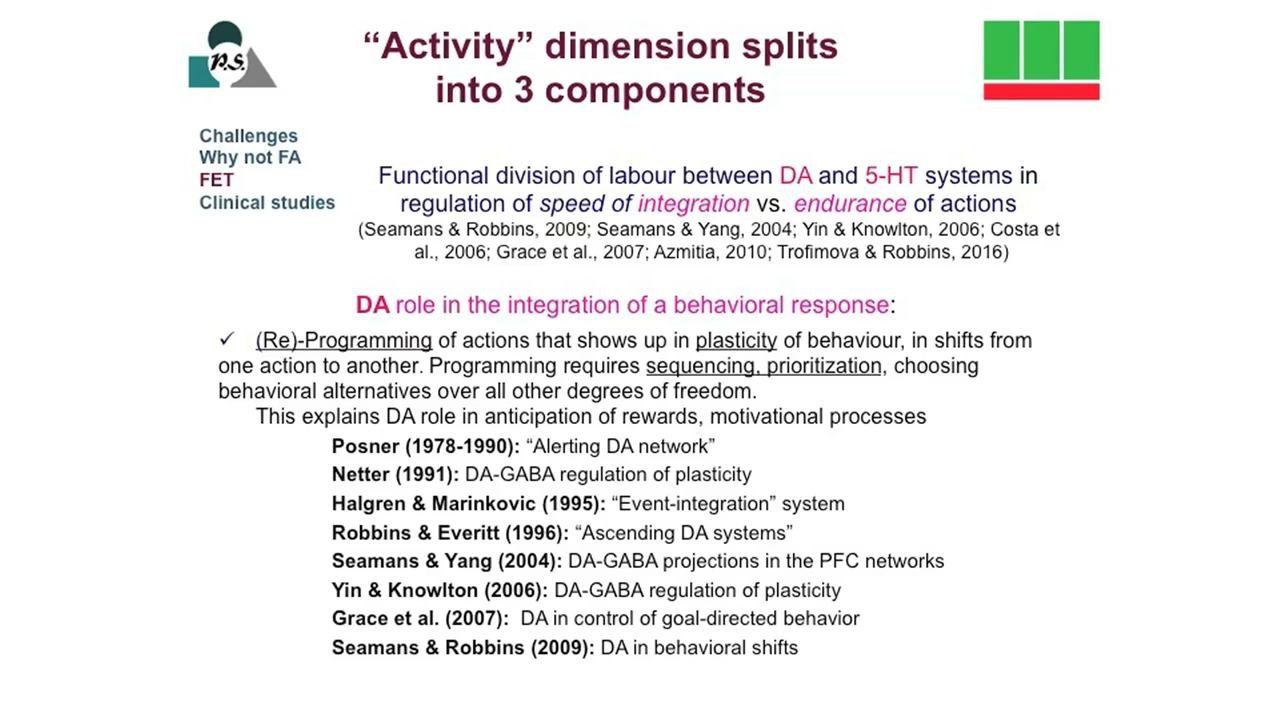 P.S.
“Activity” dimension splits
into 3 components
Challenges
Why not FA
FET
Clinical studies
Functional division of labour between DA and 5-HT systems in
regulation of speed of integration vs. endurance of actions
(Seamans & Robbins, 2009; Seamans & Yang, 2004; Yin & Knowlton, 2006; Costa et
al., 2006; Grace et al., 2007; Azmitia, 2010; Trofimova & Robbins, 2016)
DA role in the integration of a behavioral response:
✓ (Re)-Programming of actions that shows up in plasticity of behaviour, in shifts from
one action to another. Programming requires sequencing, prioritization, choosing
behavioral alternatives over all other degrees of freedom.
This explains DA role in anticipation of rewards, motivational processes
Posner (1978-1990): “Alerting DA network”
Netter (1991): DA-GABA regulation of plasticity
Halgren & Marinkovic (1995): “Event-integration” system
Robbins & Everitt (1996): “Ascending DA systems”
Seamans & Yang (2004): DA-GABA projections in the PFC networks
Yin & Knowlton (2006): DA-GABA regulation of plasticity
Grace et al. (2007): DA in control of goal-directed behavior
Seamans & Robbins (2009): DA in behavioral shifts